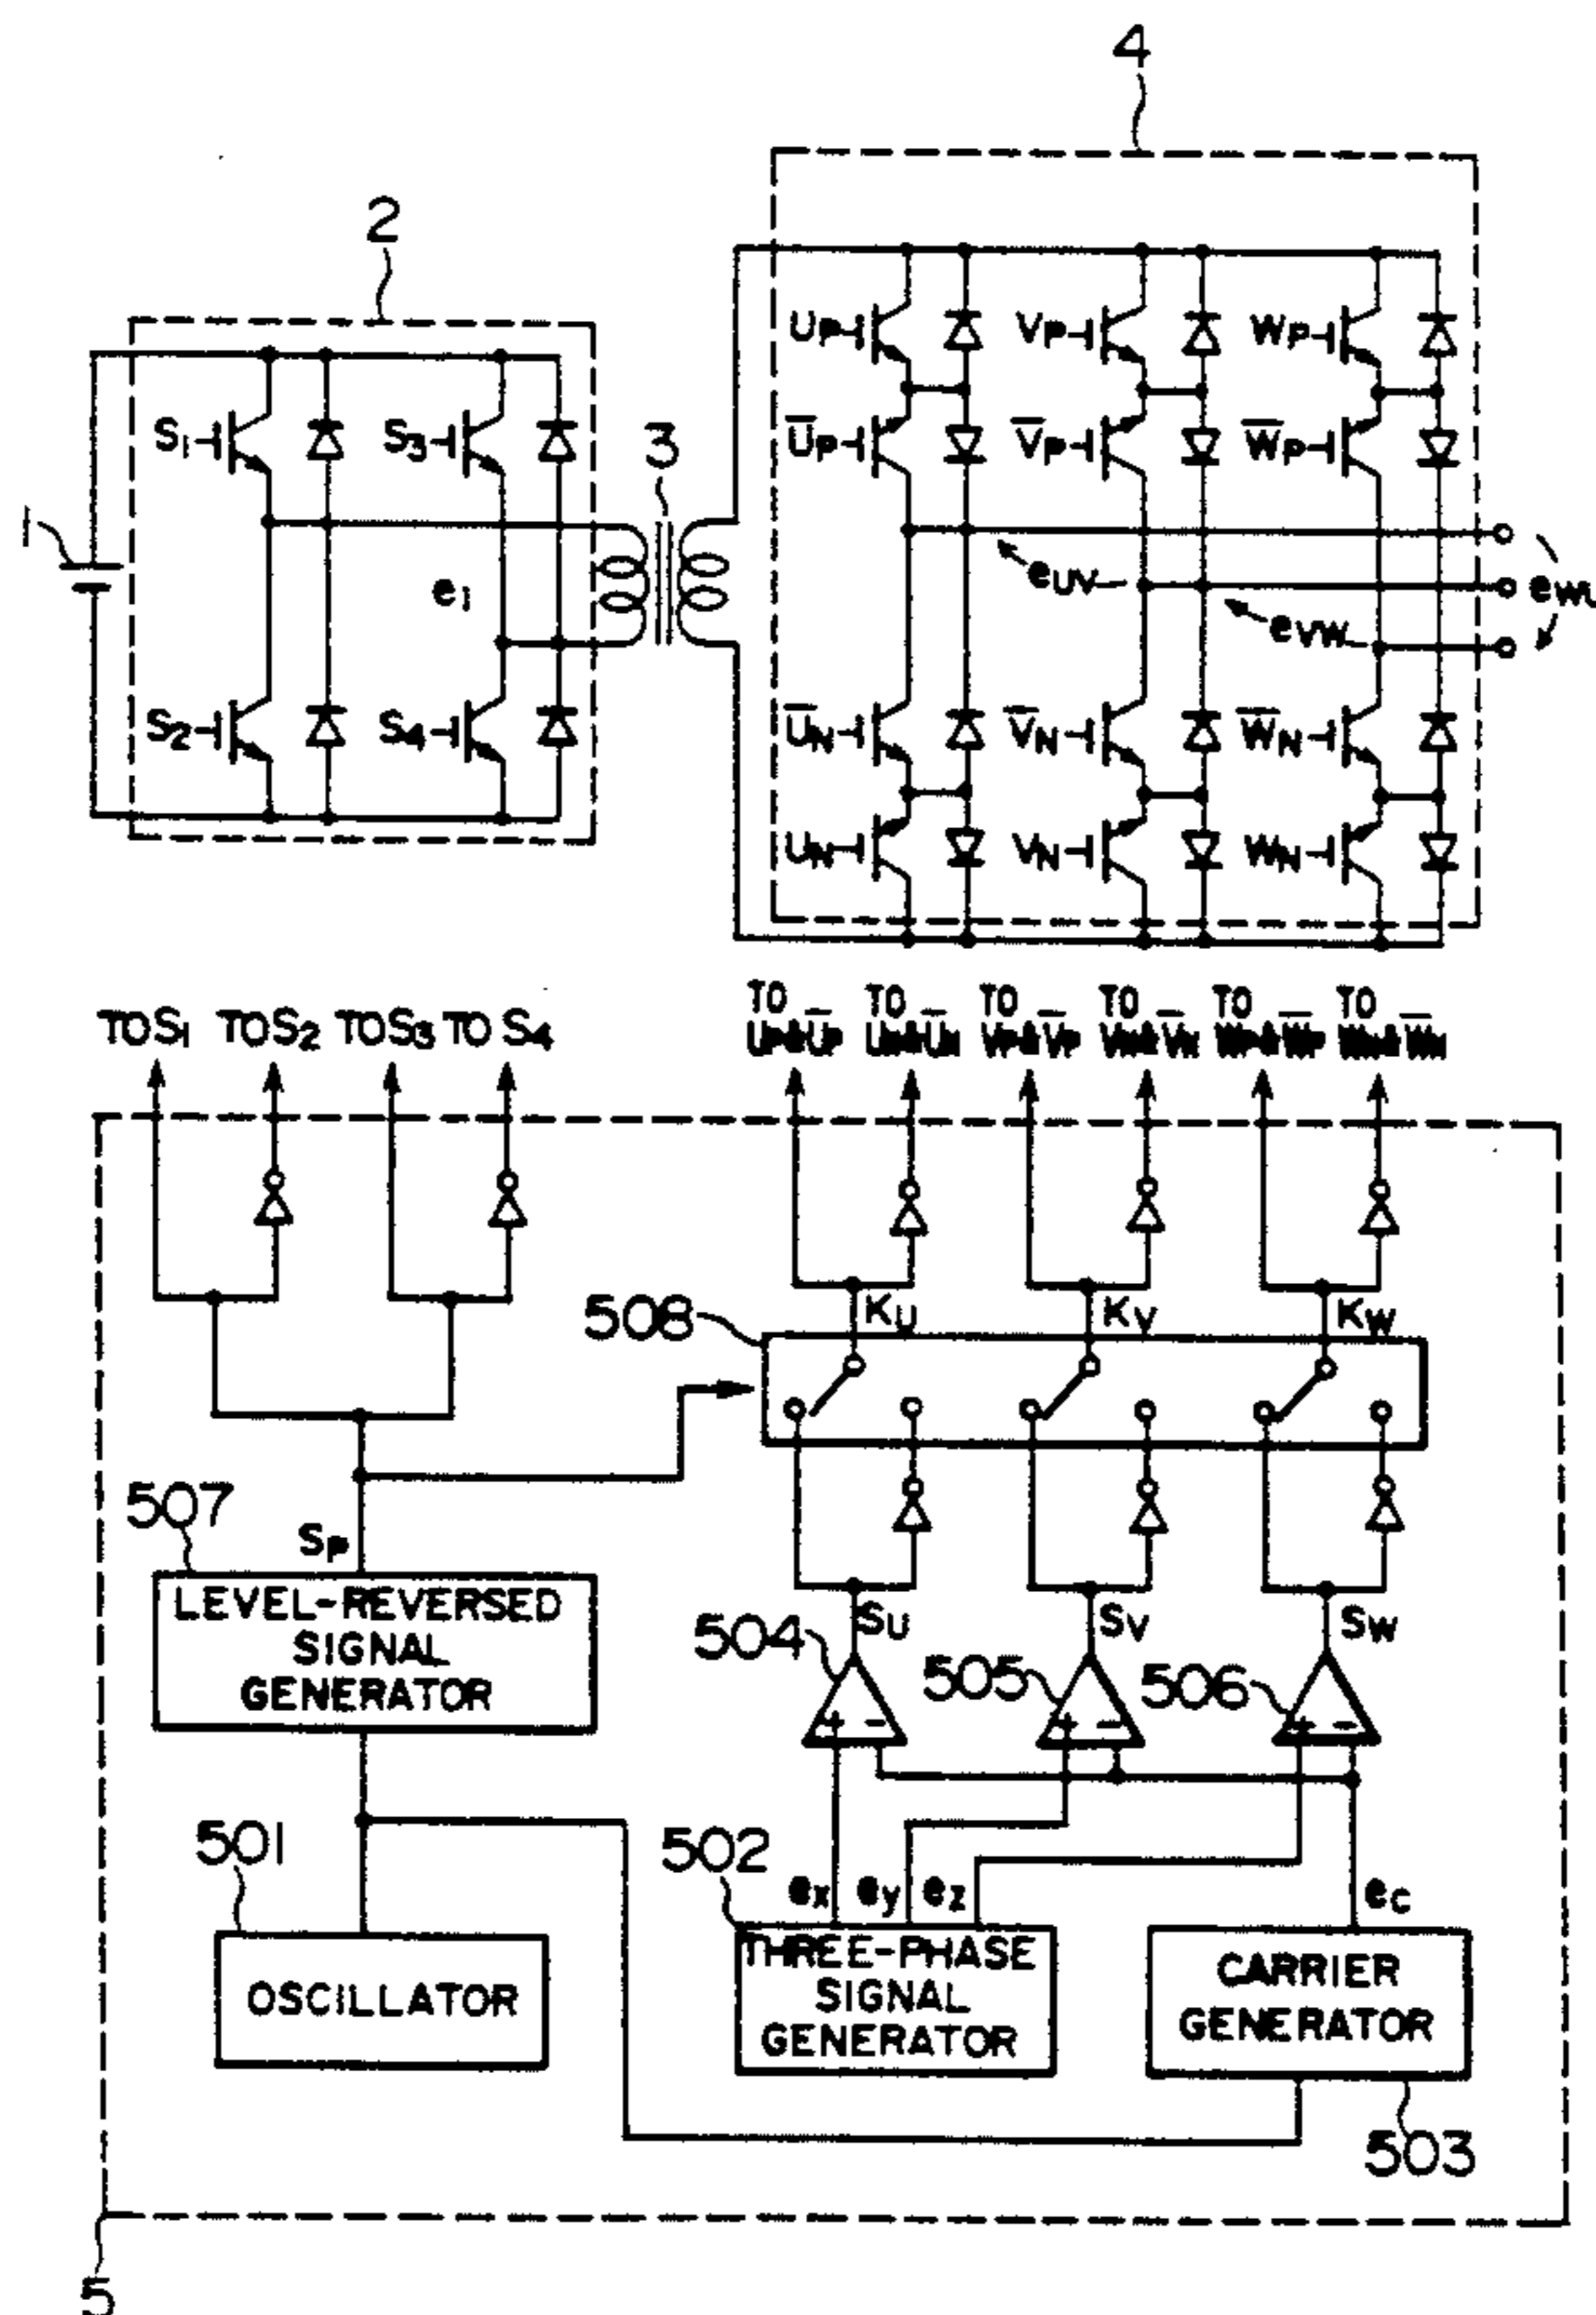 4
2
U̅P
UP
VP
WP
S1
S3
3
V̅P
W̅P
1
eUV
eWU
e1
eVW
S2
S4
U̅N
V̅N
W̅N
UN
VN
WN
TO S1
TO S2
TO S3
TO S4
TO
UP & U̅P
TO
UN & U̅N
TO
VP & V̅P
TO
VN & V̅N
TO
WP & W̅P
TO
WN & W̅N
KU
KV
KW
508
507
SP
LEVEL-REVERSED
SIGNAL
GENERATOR
504
SU
505
SV
506
SW
+ -
+ -
+ -
501
OSCILLATOR
502
ex
ey
ez
eC
THREE-PHASE
SIGNAL
GENERATOR
CARRIER
GENERATOR
503
5